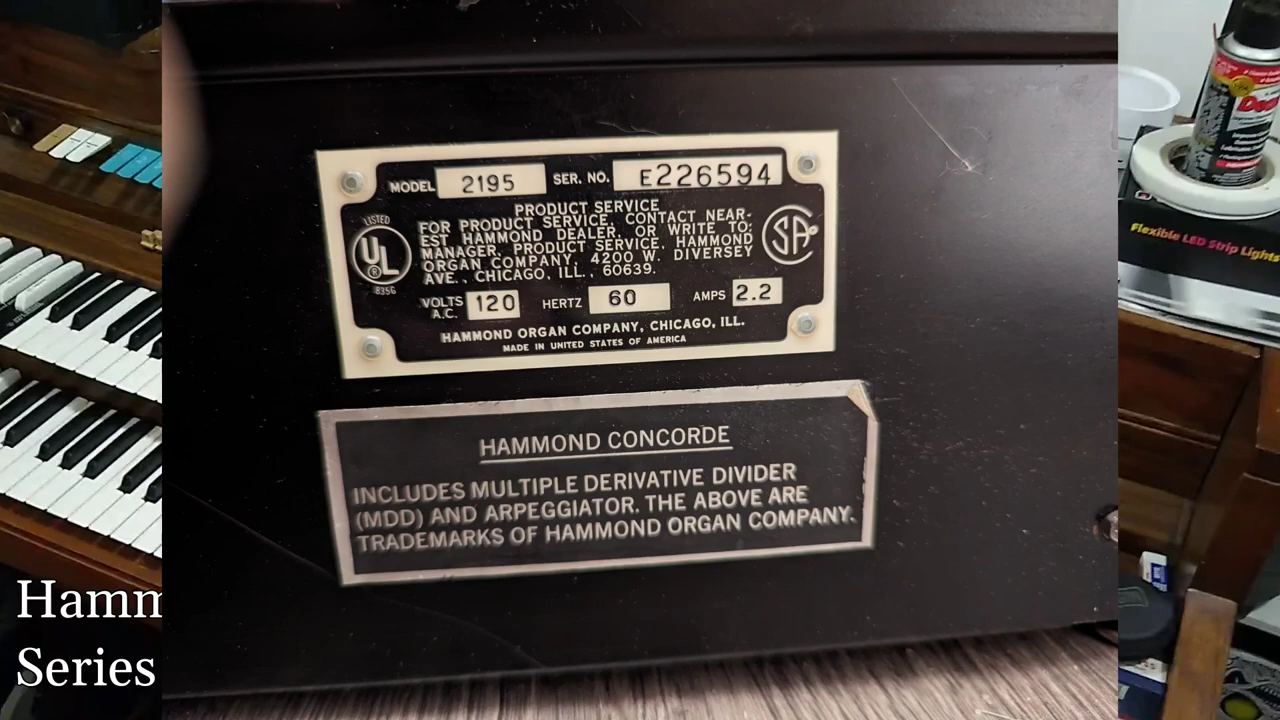 MODEL 2195 SER. NO. E226594
PRODUCT SERVICE
FOR PRODUCT SERVICE, CONTACT NEAR-
EST HAMMOND DEALER, OR WRITE TO:
MANAGER, PRODUCT SERVICE, HAMMOND
ORGAN COMPANY, 4200 W. DIVERSEY
AVE., CHICAGO, ILL., 60639.
LISTED
UL
®
835G
SA
VOLTS A.C. 120 HERTZ 60 AMPS 2.2
HAMMOND ORGAN COMPANY, CHICAGO, ILL.
MADE IN UNITED STATES OF AMERICA
HAMMOND CONCORDE
INCLUDES MULTIPLE DERIVATIVE DIVIDER
(MDD) AND ARPEGGIATOR. THE ABOVE ARE
TRADEMARKS OF HAMMOND ORGAN COMPANY.
Flexible LED Strip Lights
Hamm
Series